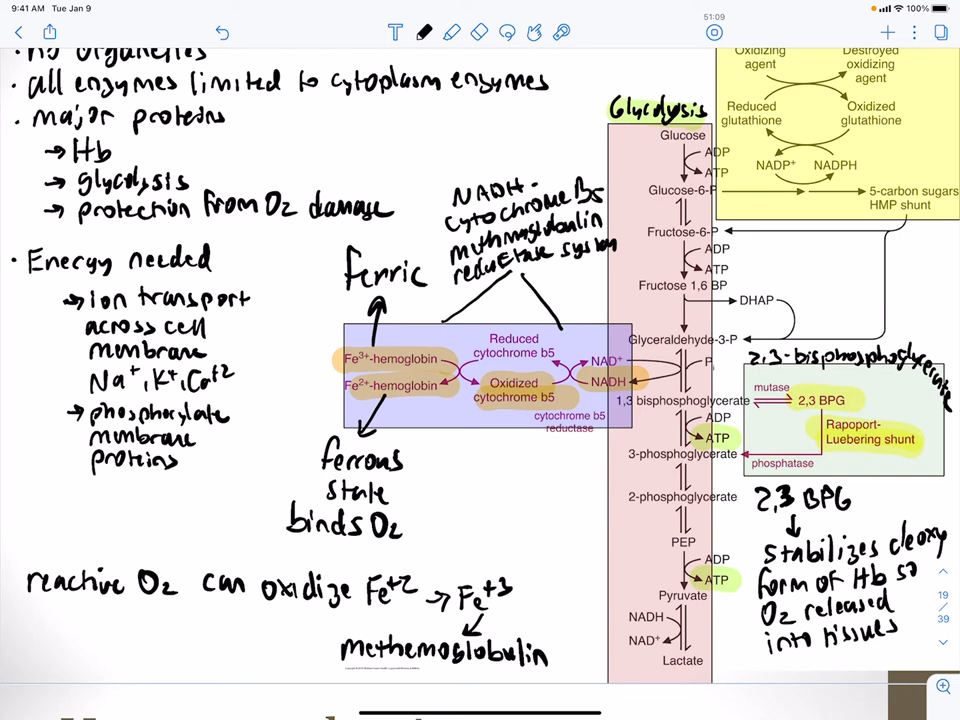 9:41 AM Tue Jan 9
100%
51:09
• no organelles
• all enzymes limited to cytoplasm enzymes
• major proteins
→ Hb
→ glycolysis
→ protection from O2 damage
• Energy needed
→ ion transport
across cell
membrane
Na+, K+, Ca+2
→ phosphorylate
membrane
proteins
NADH-
cytochrome B5
methmoglobulin
reductase system
ferric
Fe3+-hemoglobin
Fe2+-hemoglobin
Reduced
cytochrome b5
Oxidized
cytochrome b5
NAD+
NADH
cytochrome b5
reductase
ferrous
state
binds O2
reactive O2 can oxidize Fe+2 → Fe+3
methemoglobulin
Glycolysis
Glucose
ADP
ATP
Glucose-6-P
Fructose-6-P
ADP
ATP
Fructose 1,6 BP
DHAP
Glyceraldehyde-3-P
Pi
1,3 bisphosphoglycerate
ADP
ATP
3-phosphoglycerate
2-phosphoglycerate
PEP
ADP
ATP
Pyruvate
NADH
NAD+
Lactate
Oxidizing
agent
Destroyed
oxidizing
agent
Reduced
glutathione
Oxidized
glutathione
NADP+
NADPH
5-carbon sugars
HMP shunt
2,3-bisphosphoglycerate
mutase
2,3 BPG
Rapoport-
Luebering shunt
phosphatase
2,3 BPG
↓
stabilizes deoxy
form of Hb so
O2 released
into tissues
19
/
39